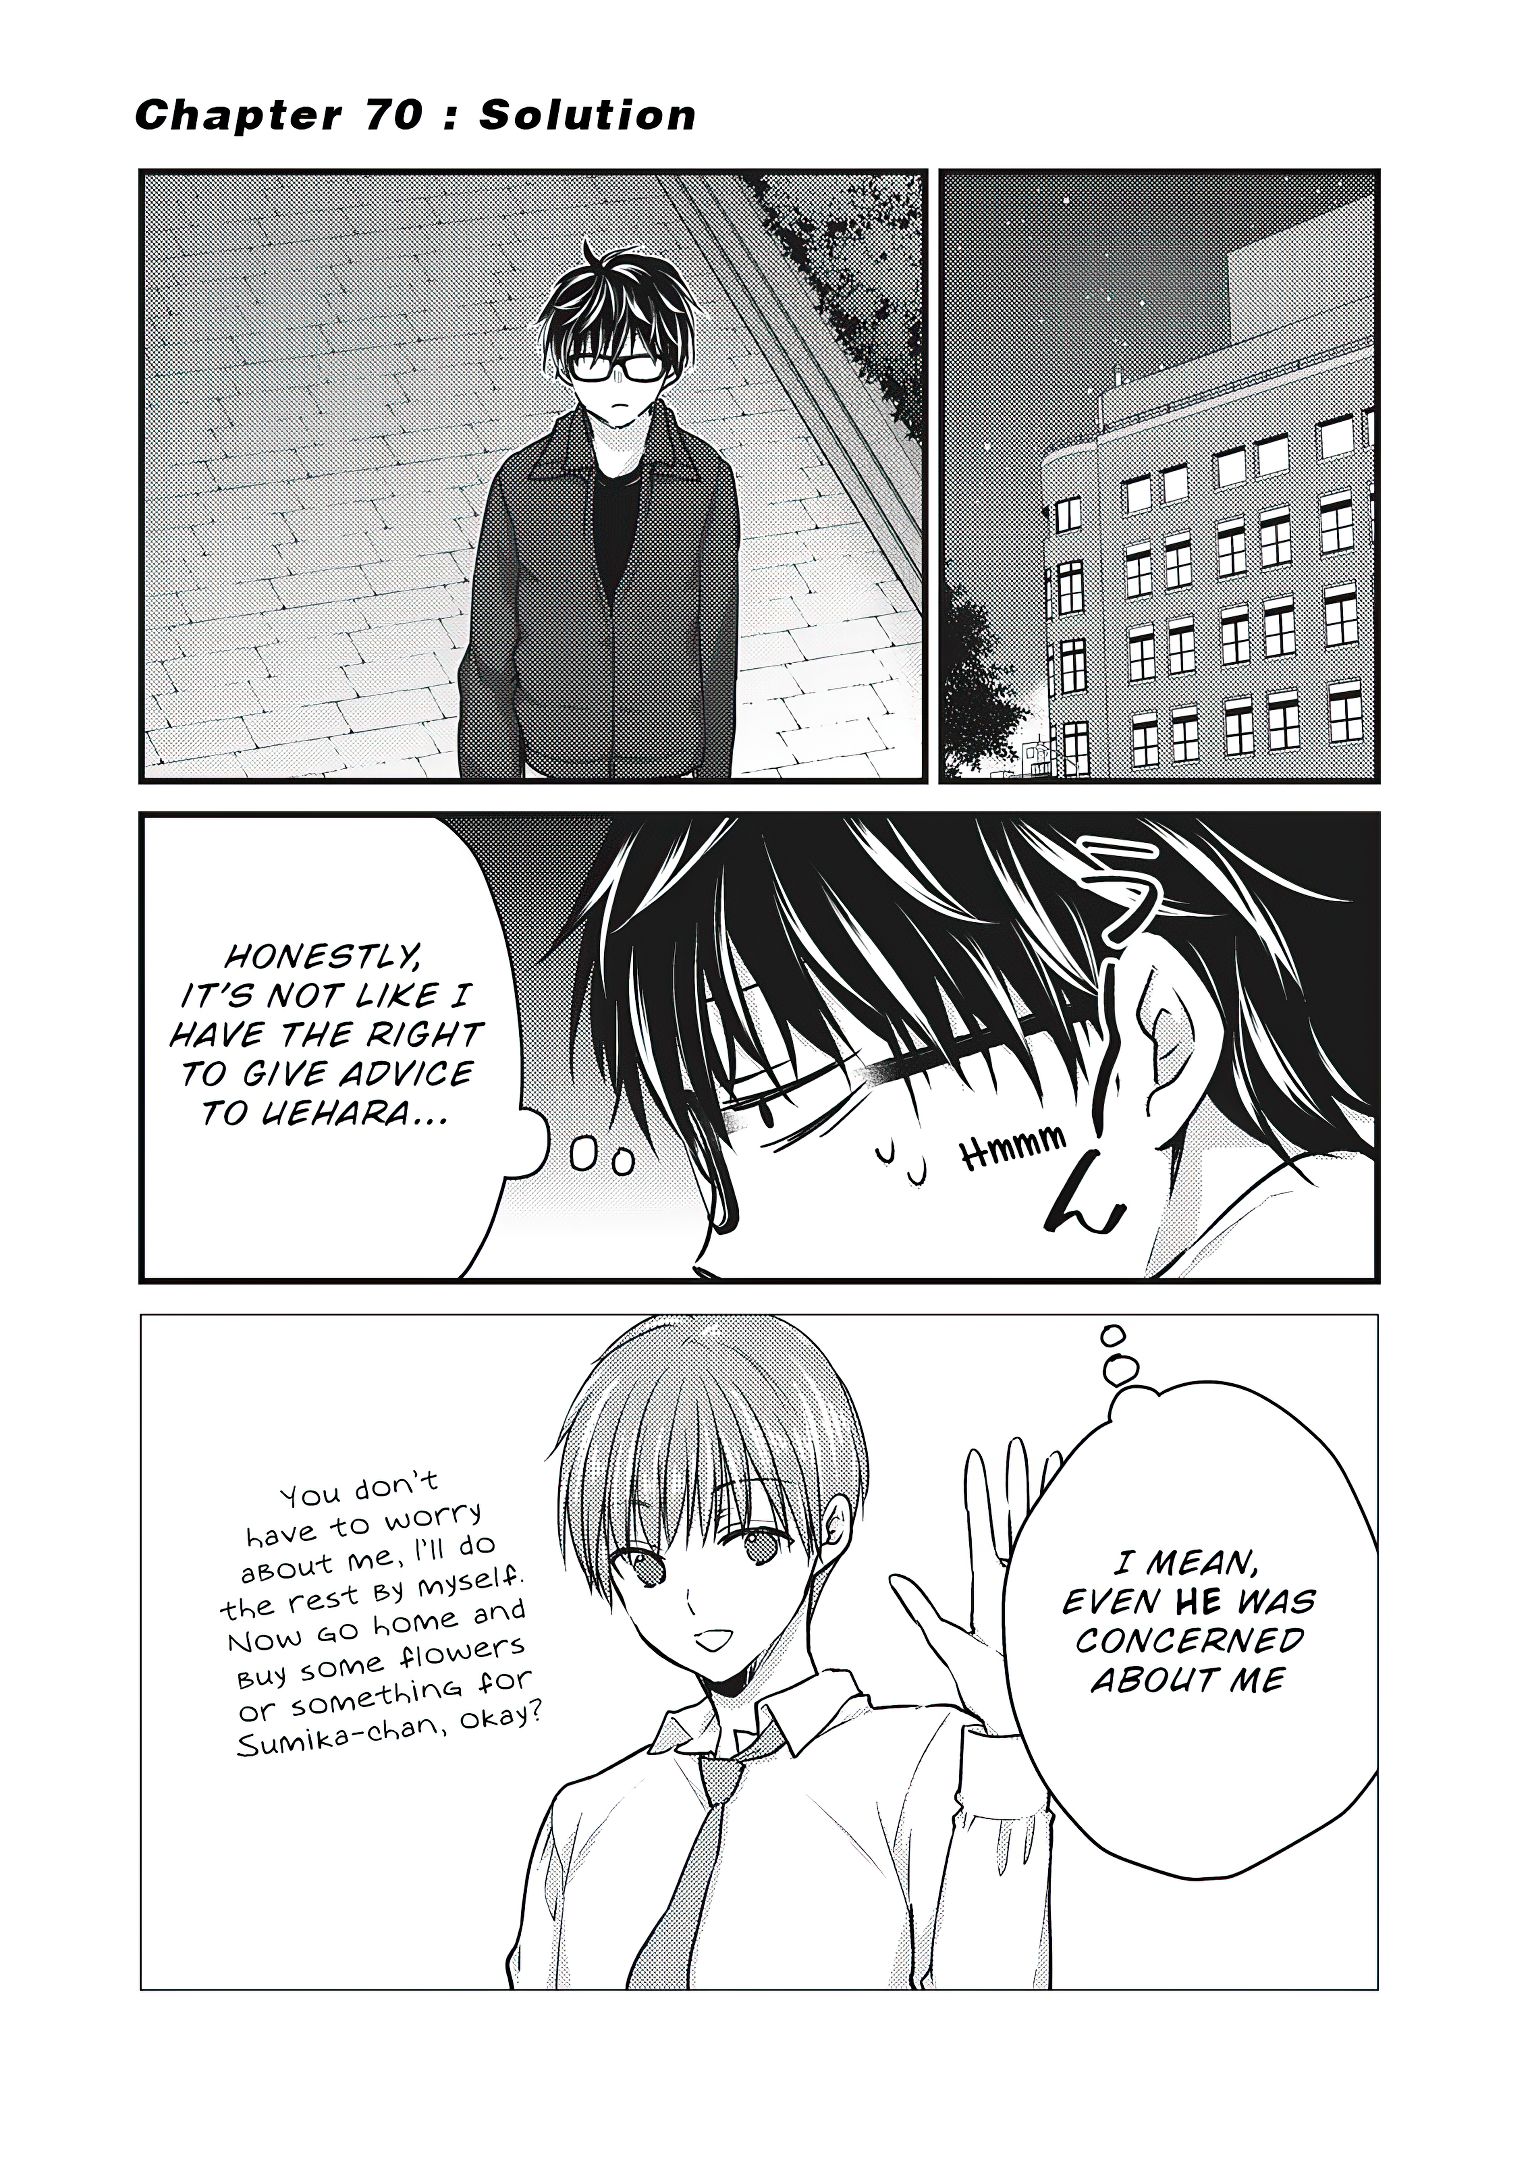 Chapter 70 : Solution
HONESTLY,
IT'S NOT LIKE I
HAVE THE RIGHT
TO GIVE ADVICE
TO UEHARA...
Hmmm
う
ん
I MEAN,
EVEN HE WAS
CONCERNED
ABOUT ME
You don't
have to worry
about me, I'll do
the rest by myself.
Now go home and
buy some flowers
or something for
Sumika-chan, okay?